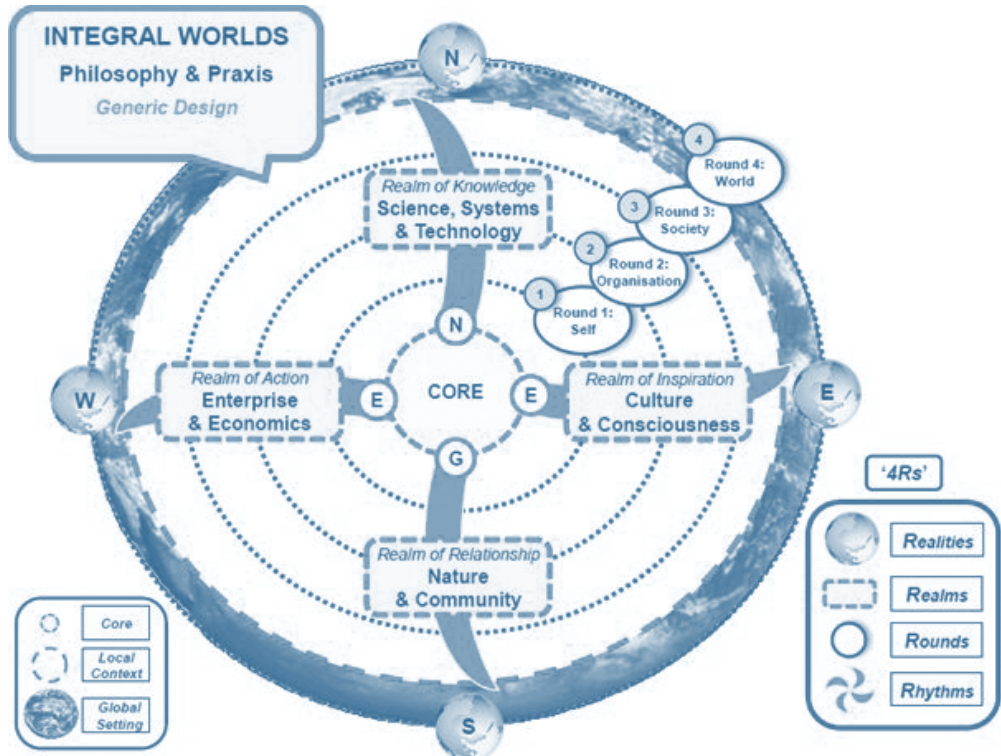 INTEGRAL WORLDS
Philosophy & Praxis
Generic Design
N
4
Round 4:
World
3
Round 3:
Society
2
Round 2:
Organisation
1
Round 1:
Self
Realm of Knowledge
Science, Systems
& Technology
N
W
Realm of Action
Enterprise
& Economics
E
CORE
E
Realm of Inspiration
Culture
& Consciousness
E
G
Realm of Relationship
Nature
& Community
S
Core
Local
Context
Global
Setting
'4Rs'
Realities
Realms
Rounds
Rhythms